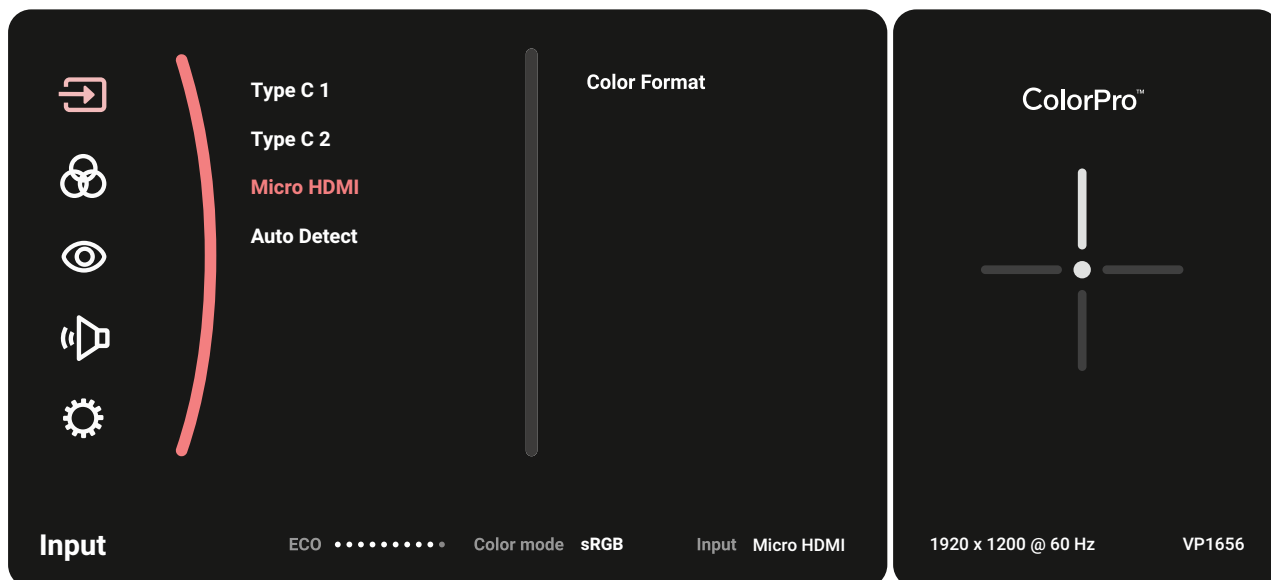 Type C 1
Type C 2
Micro HDMI
Auto Detect
Color Format
ColorPro™
Input
ECO
Color mode sRGB
Input Micro HDMI
1920 x 1200 @ 60 Hz
VP1656